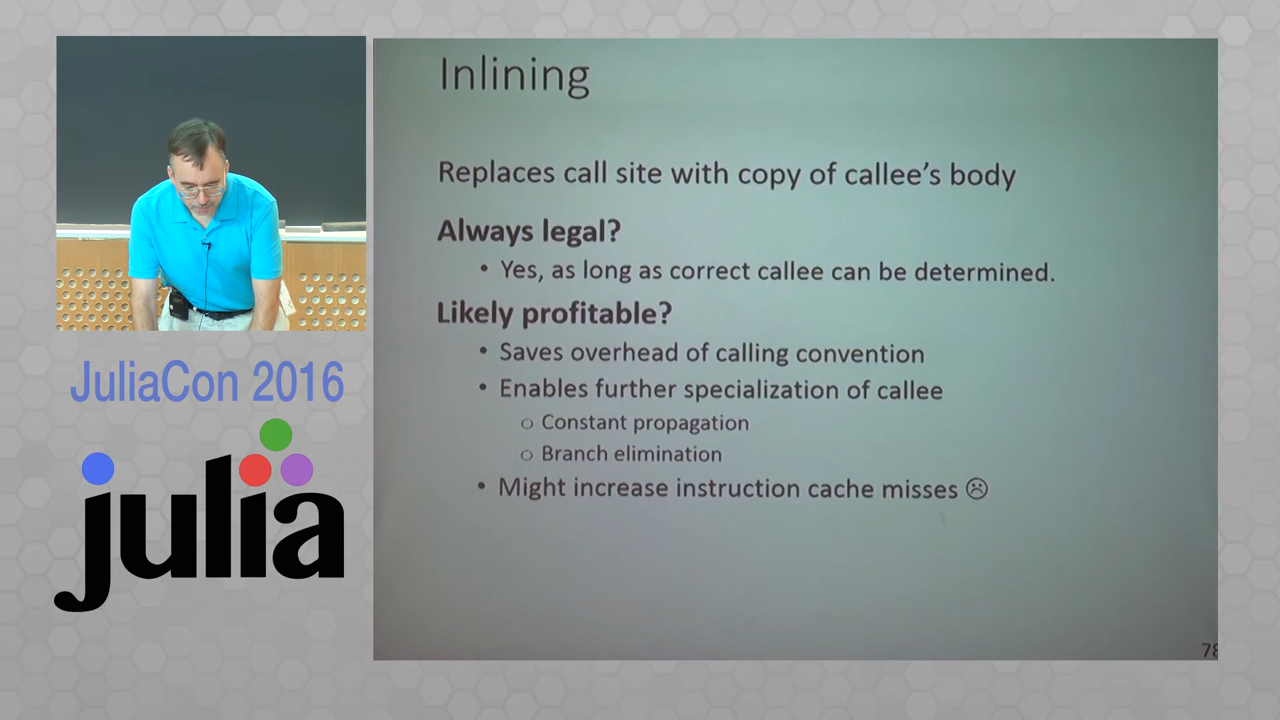 JuliaCon 2016
julia
Inlining
Replaces call site with copy of callee's body
Always legal?
• Yes, as long as correct callee can be determined.
Likely profitable?
• Saves overhead of calling convention
• Enables further specialization of callee
○ Constant propagation
○ Branch elimination
• Might increase instruction cache misses ☹
78